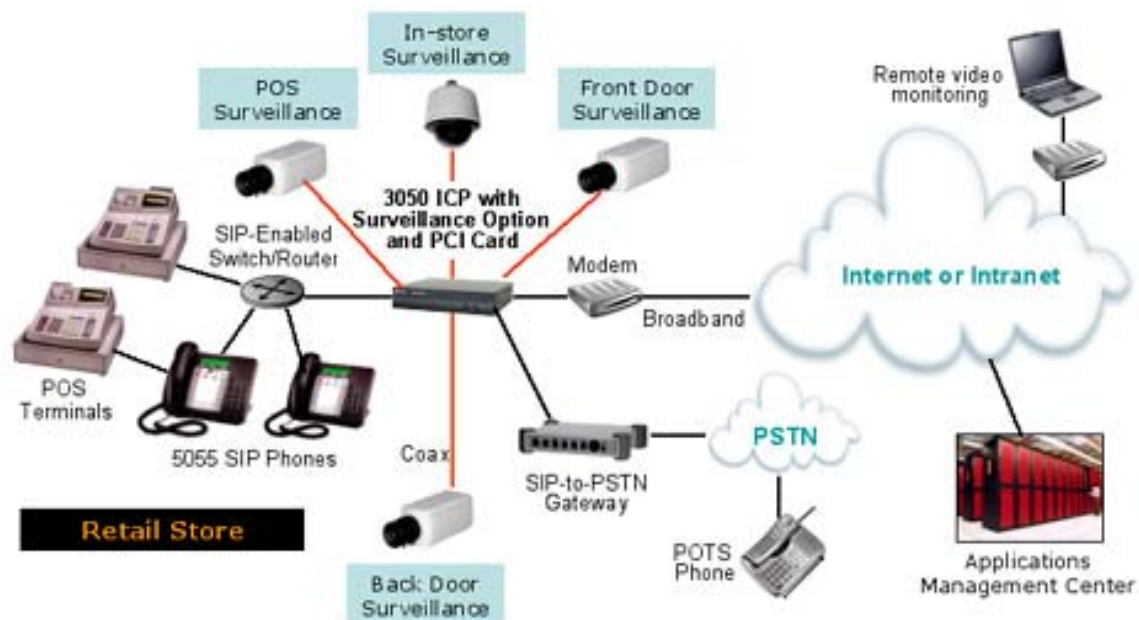 In-store
Surveillance
POS
Surveillance
Front Door
Surveillance
Remote video
monitoring
3050 ICP with
Surveillance Option
and PCI Card
SIP-Enabled
Switch/Router
Modem
Internet or Intranet
Broadband
POS
Terminals
5055 SIP Phones
Coax
PSTN
SIP-to-PSTN
Gateway
Retail Store
POTS
Phone
Applications
Management Center
Back Door
Surveillance